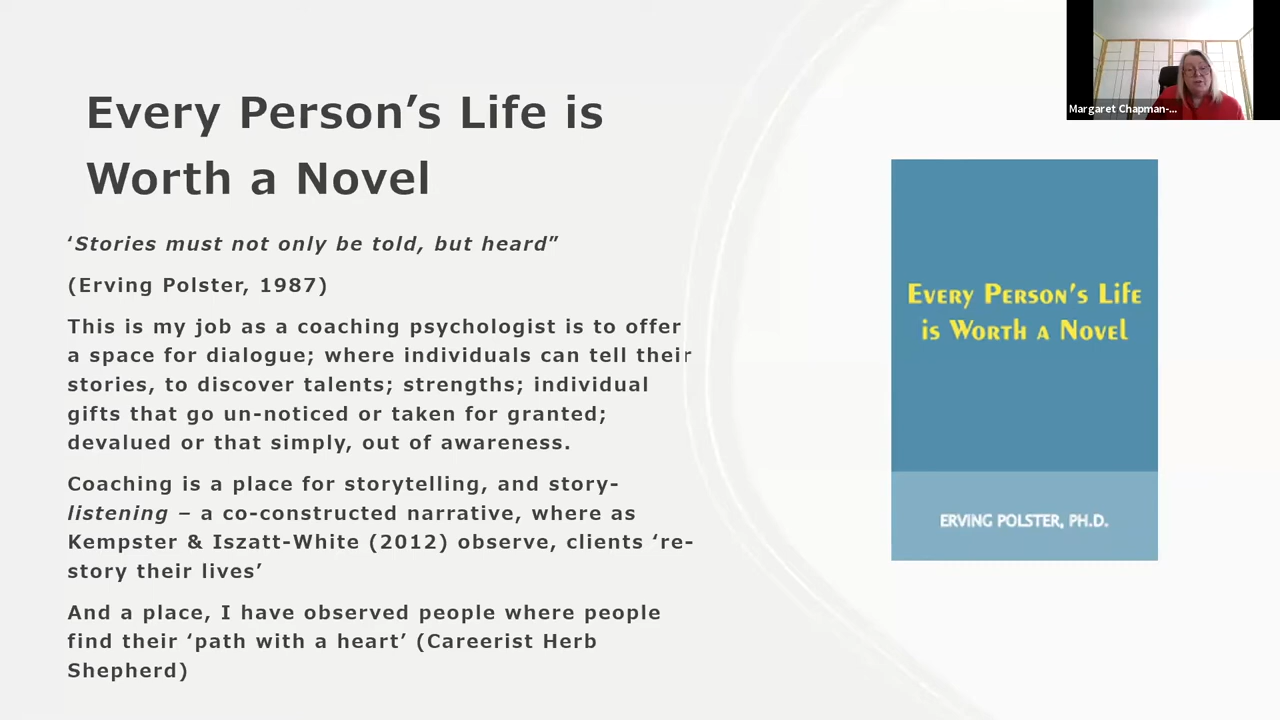 Every Person’s Life is
Worth a Novel
‘Stories must not only be told, but heard”
(Erving Polster, 1987)
This is my job as a coaching psychologist is to offer
a space for dialogue; where individuals can tell their
stories, to discover talents; strengths; individual
gifts that go un-noticed or taken for granted;
devalued or that simply, out of awareness.
Coaching is a place for storytelling, and story-
listening – a co-constructed narrative, where as
Kempster & Iszatt-White (2012) observe, clients ‘re-
story their lives’
And a place, I have observed people where people
find their ‘path with a heart’ (Careerist Herb
Shepherd)
Margaret Chapman-...
Every Person’s Life
is Worth a Novel
ERVING POLSTER, PH.D.